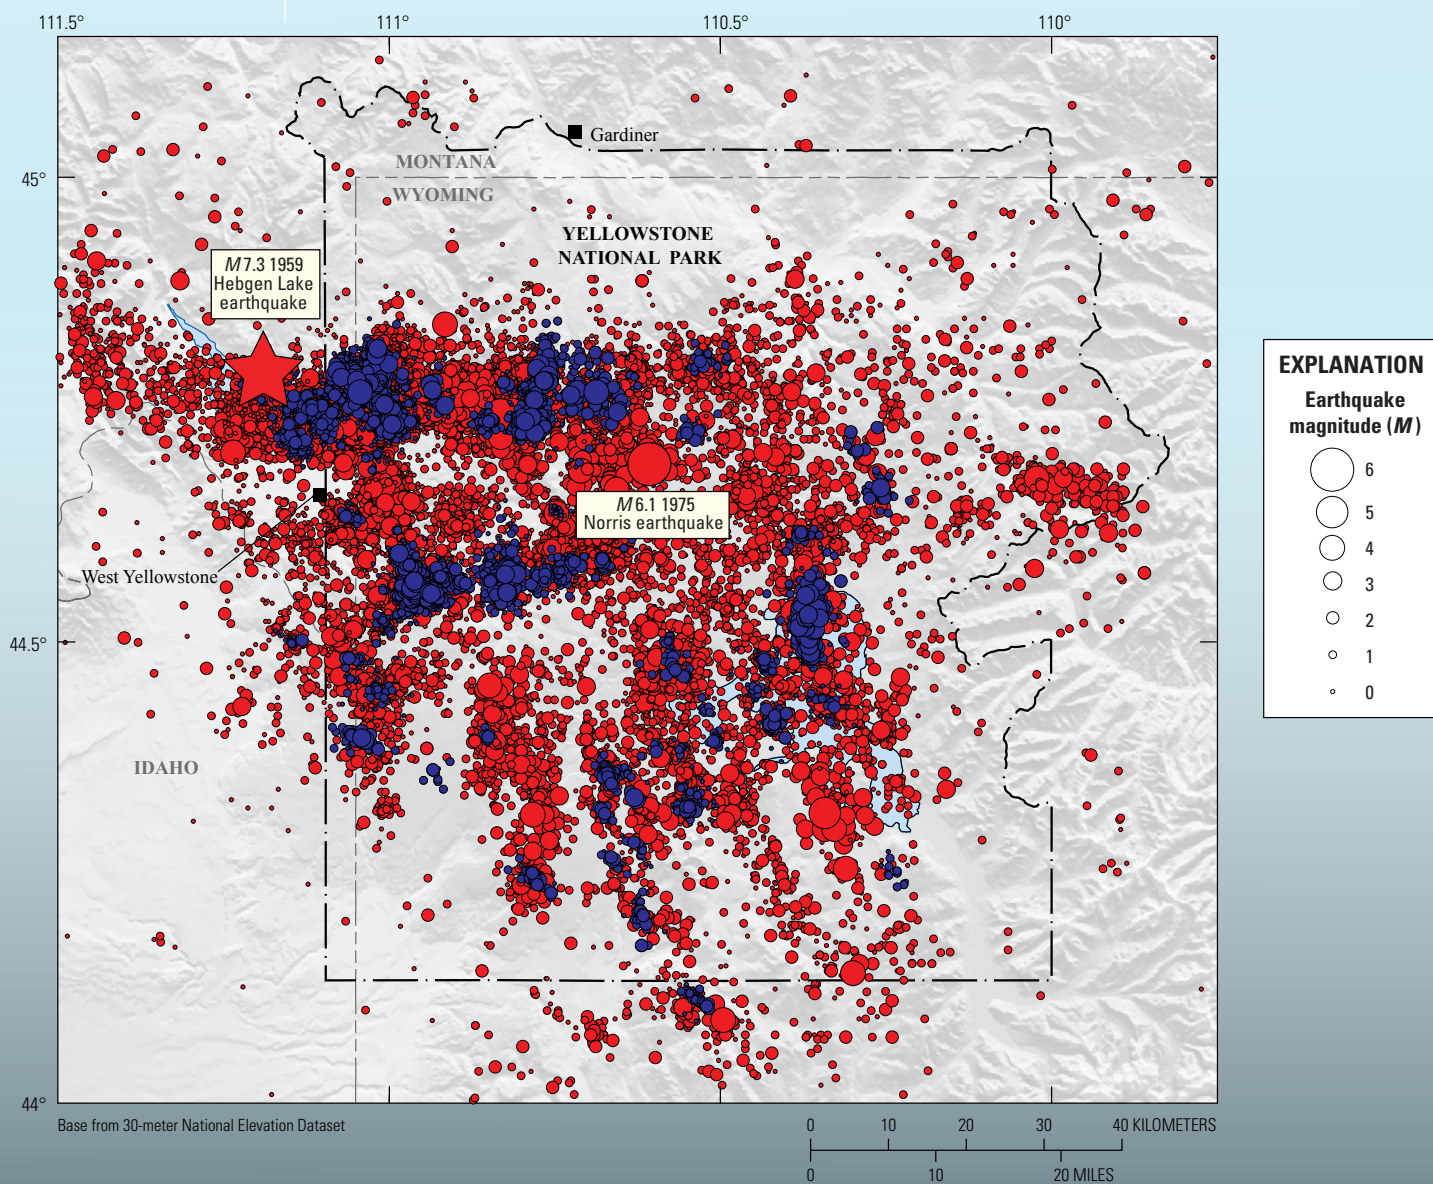 111.5°
111°
110.5°
110°
45°
44.5°
44°
Gardiner
MONTANA
WYOMING
YELLOWSTONE
NATIONAL PARK
M 7.3 1959
Hebgen Lake
earthquake
M 6.1 1975
Norris earthquake
West Yellowstone
IDAHO
EXPLANATION
Earthquake
magnitude (M)
6
5
4
3
2
1
0
Base from 30-meter National Elevation Dataset
0 10 20 30 40 KILOMETERS
0 10 20 MILES